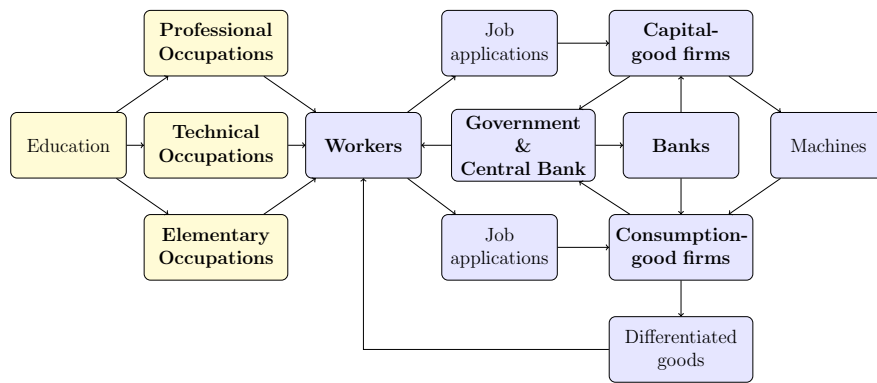 Professional
Occupations
Job
applications
Capital-
good firms
Education
Technical
Occupations
Workers
Government
&
Central Bank
Banks
Machines
Elementary
Occupations
Job
applications
Consumption-
good firms
Differentiated
goods